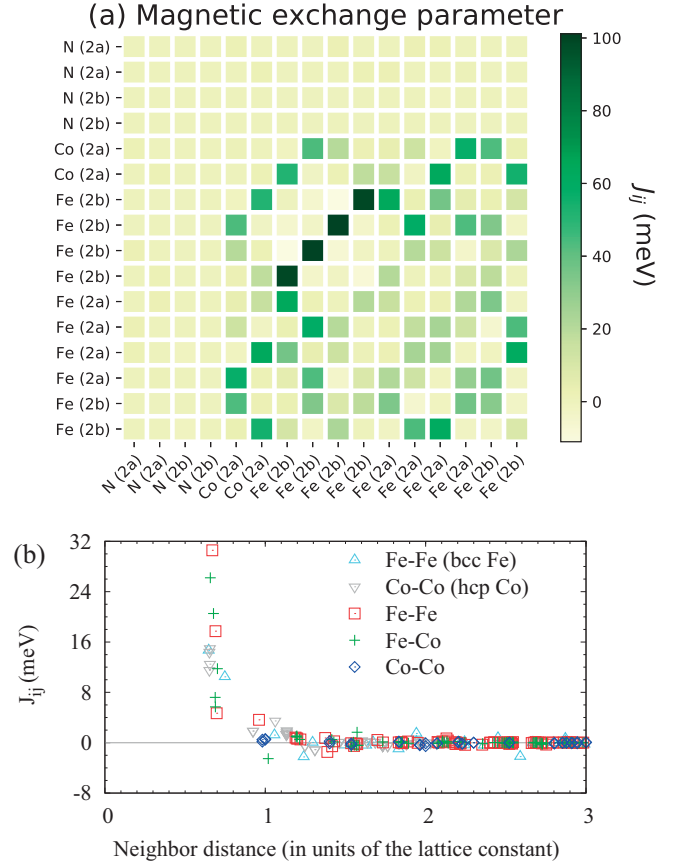 (a) Magnetic exchange parameter
N (2a)
N (2a)
N (2b)
N (2b)
Co (2a)
Co (2a)
Fe (2b)
Fe (2b)
Fe (2b)
Fe (2b)
Fe (2a)
Fe (2a)
Fe (2a)
Fe (2a)
Fe (2b)
Fe (2b)
N (2a)
N (2a)
N (2b)
N (2b)
Co (2a)
Co (2a)
Fe (2b)
Fe (2b)
Fe (2b)
Fe (2b)
Fe (2a)
Fe (2a)
Fe (2a)
Fe (2a)
Fe (2b)
Fe (2b)
100
80
60
40
20
0
Jij (meV)
(b)
Jij (meV)
32
24
16
8
0
-8
Fe-Fe (bcc Fe)
Co-Co (hcp Co)
Fe-Fe
Fe-Co
Co-Co
0
1
2
3
Neighbor distance (in units of the lattice constant)